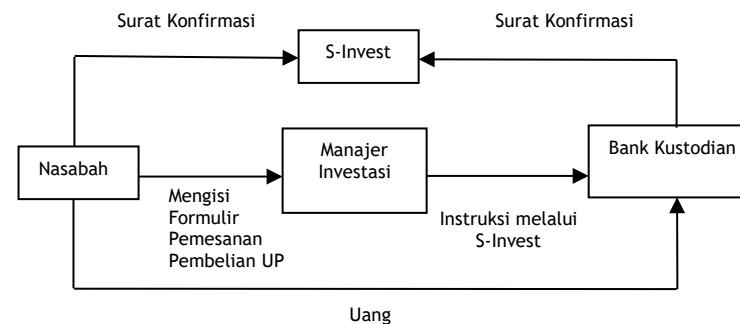 Surat Konfirmasi
Surat Konfirmasi
S-Invest
Nasabah
Manajer
Investasi
Bank Kustodian
Mengisi
Formulir
Pemesanan
Pembelian UP
Instruksi melalui
S-Invest
Uang